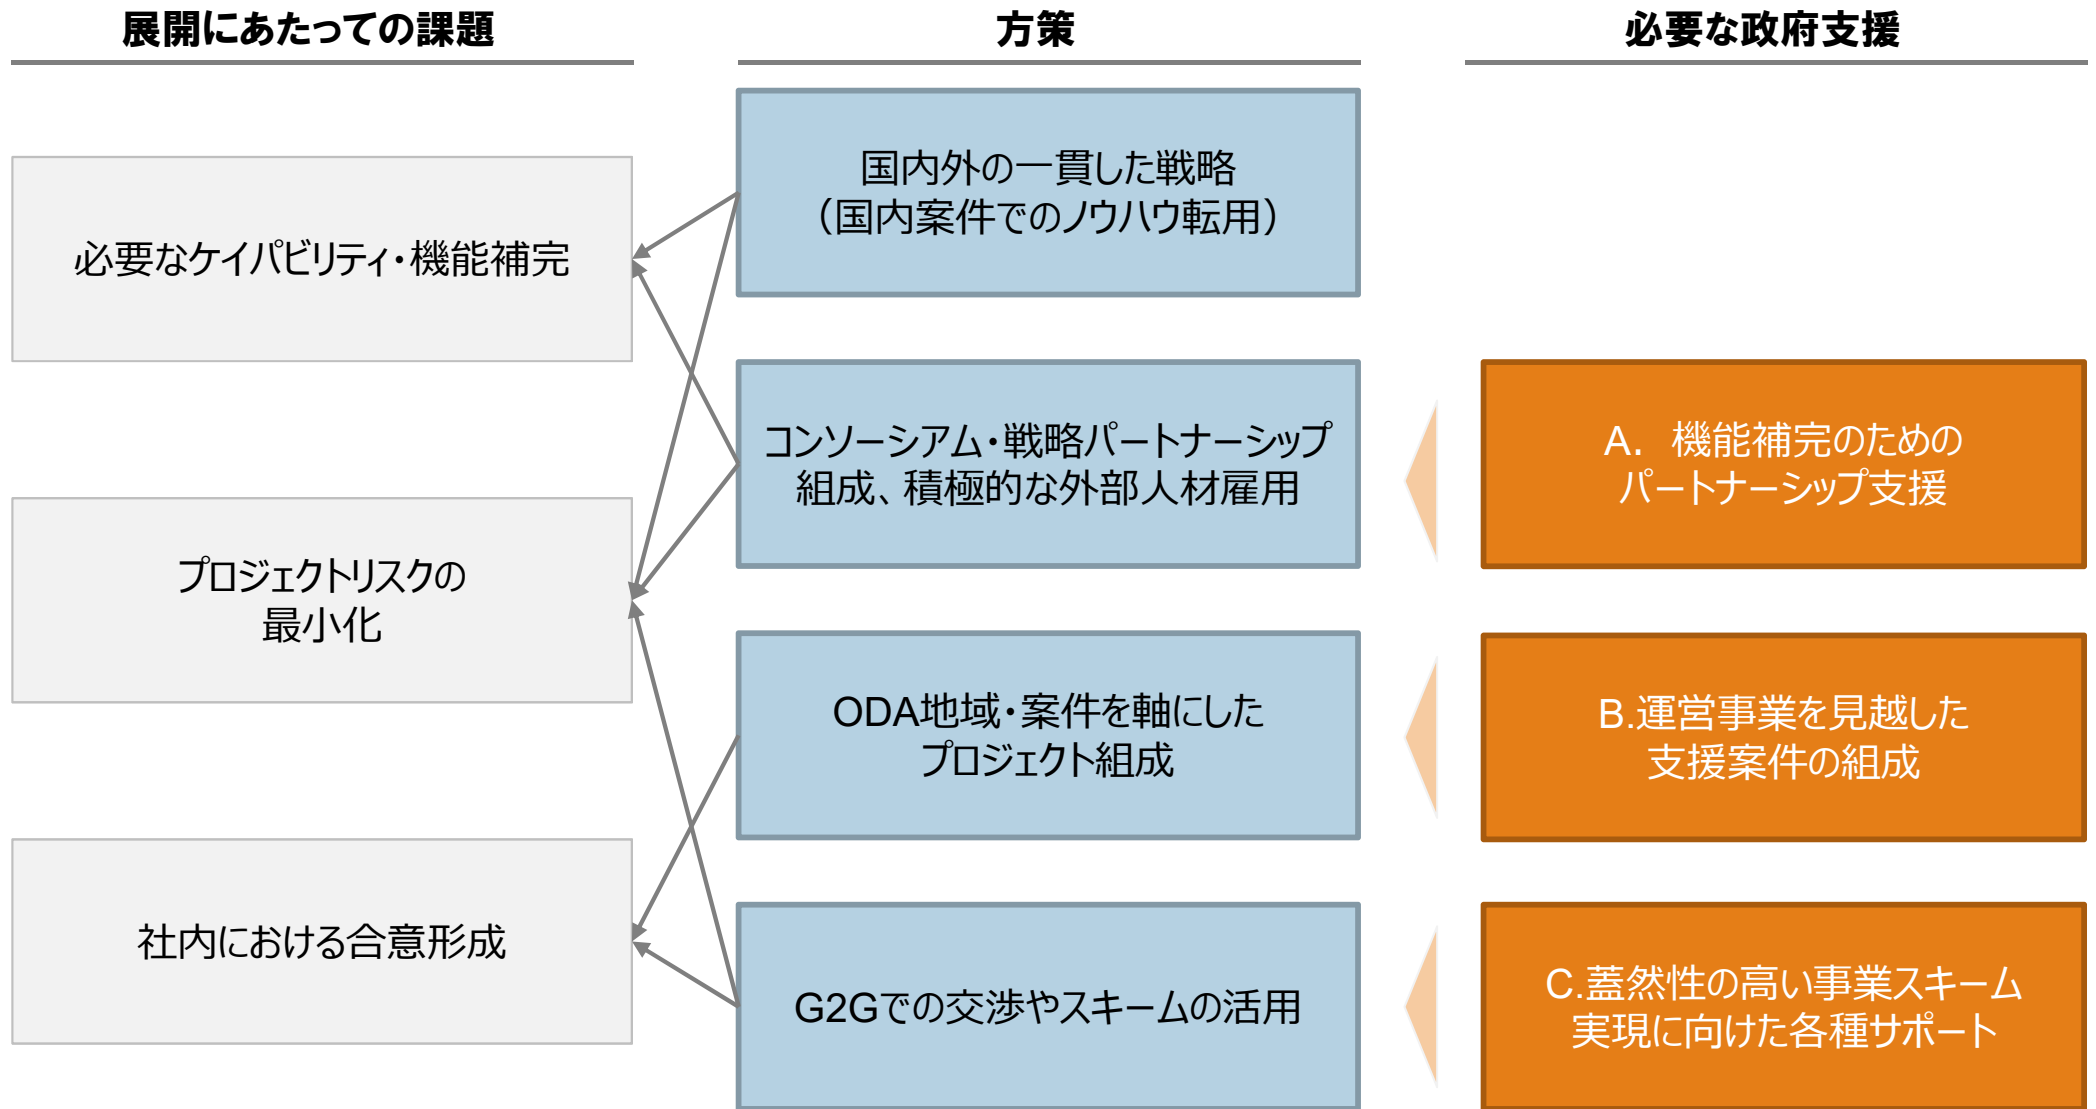 展開にあたっての課題
方策
必要な政府支援
必要なケイパビリティ・機能補完
プロジェクトリスクの
最小化
社内における合意形成
国内外の一貫した戦略
（国内案件でのノウハウ転用）
コンソーシアム・戦略パートナーシップ
組成、積極的な外部人材雇用
ODA地域・案件を軸にした
プロジェクト組成
G2Gでの交渉やスキームの活用
A． 機能補完のための
パートナーシップ支援
B.運営事業を見越した
支援案件の組成
C.蓋然性の高い事業スキーム
実現に向けた各種サポート